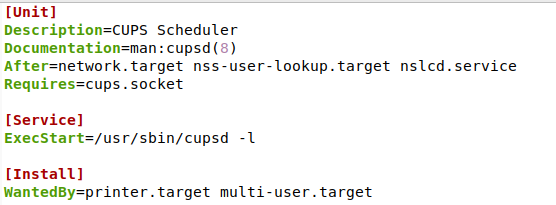 [Unit]
Description=CUPS Scheduler
Documentation=man:cupsd(8)
After=network.target nss-user-lookup.target nslcd.service
Requires=cups.socket

[Service]
ExecStart=/usr/sbin/cupsd -l

[Install]
WantedBy=printer.target multi-user.target